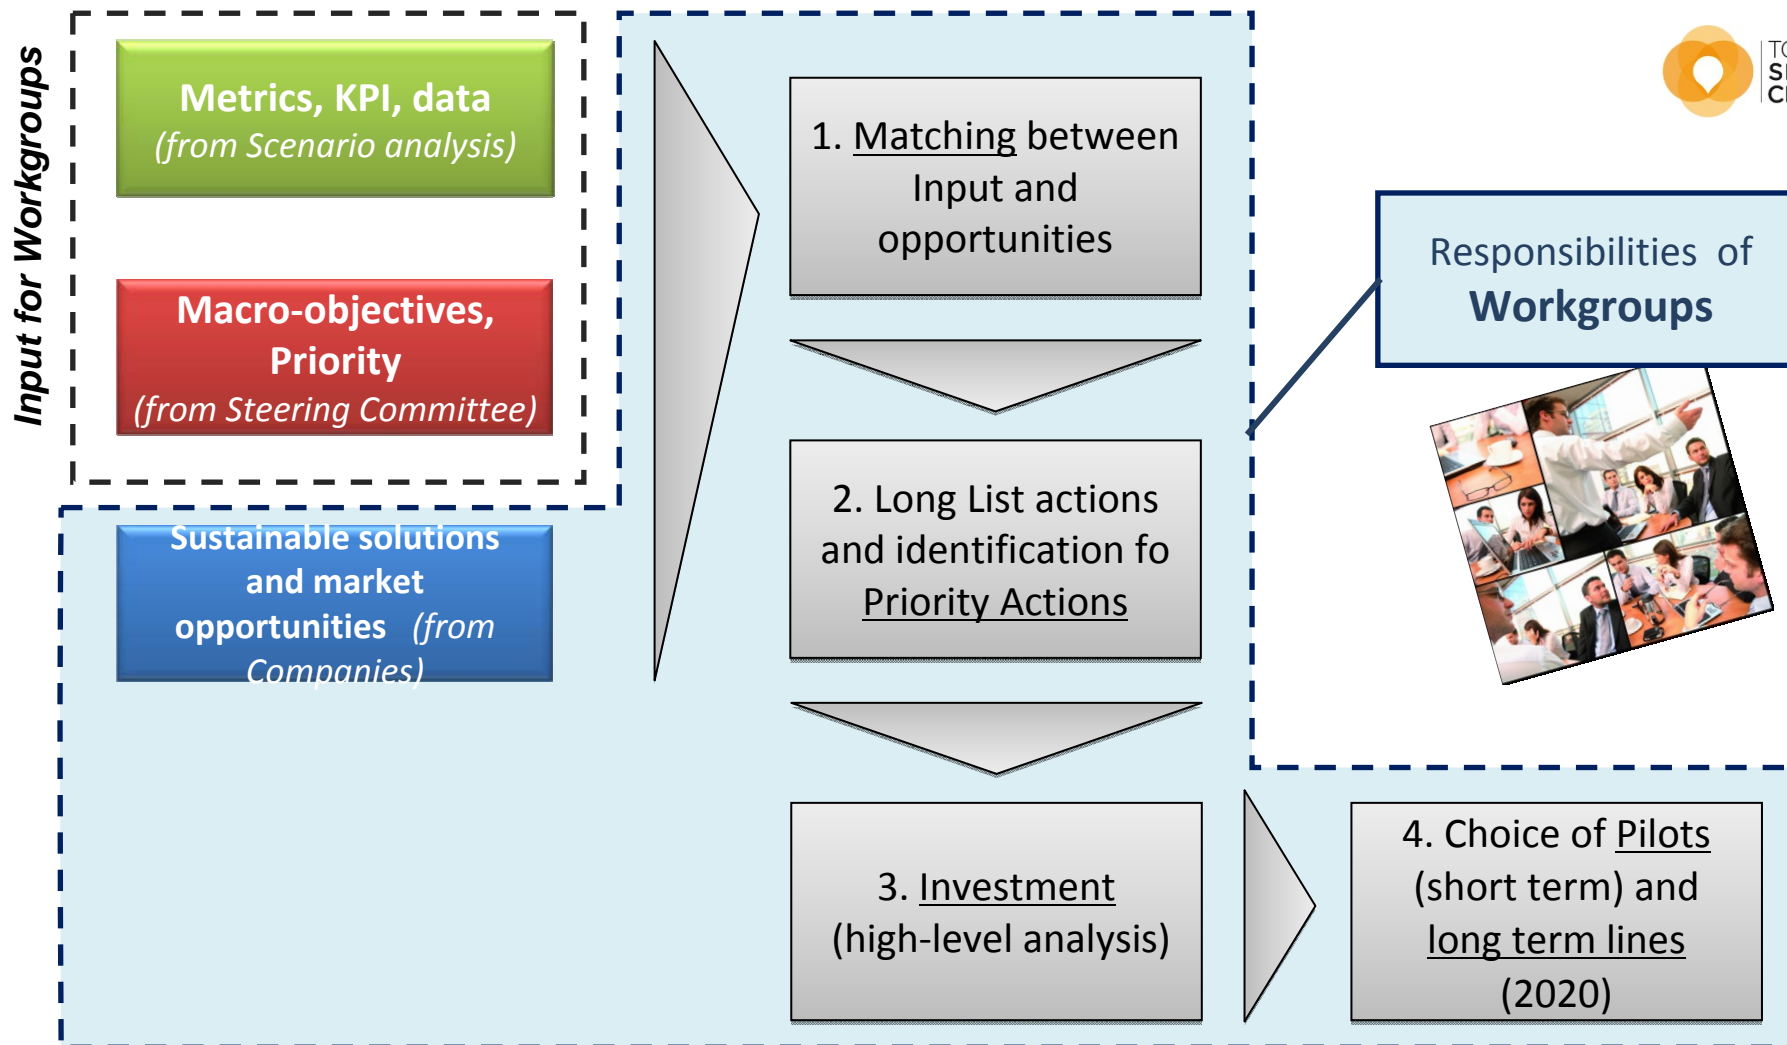 Input for Workgroups
Metrics, KPI, data
(from Scenario analysis)
Macro-objectives,
Priority
(from Steering Committee)
Sustainable solutions
and market
opportunities (from
Companies)
1. Matching between
Input and
opportunities
2. Long List actions
and identification fo
Priority Actions
3. Investment
(high-level analysis)
4. Choice of Pilots
(short term) and
long term lines
(2020)
Responsibilities of
Workgroups